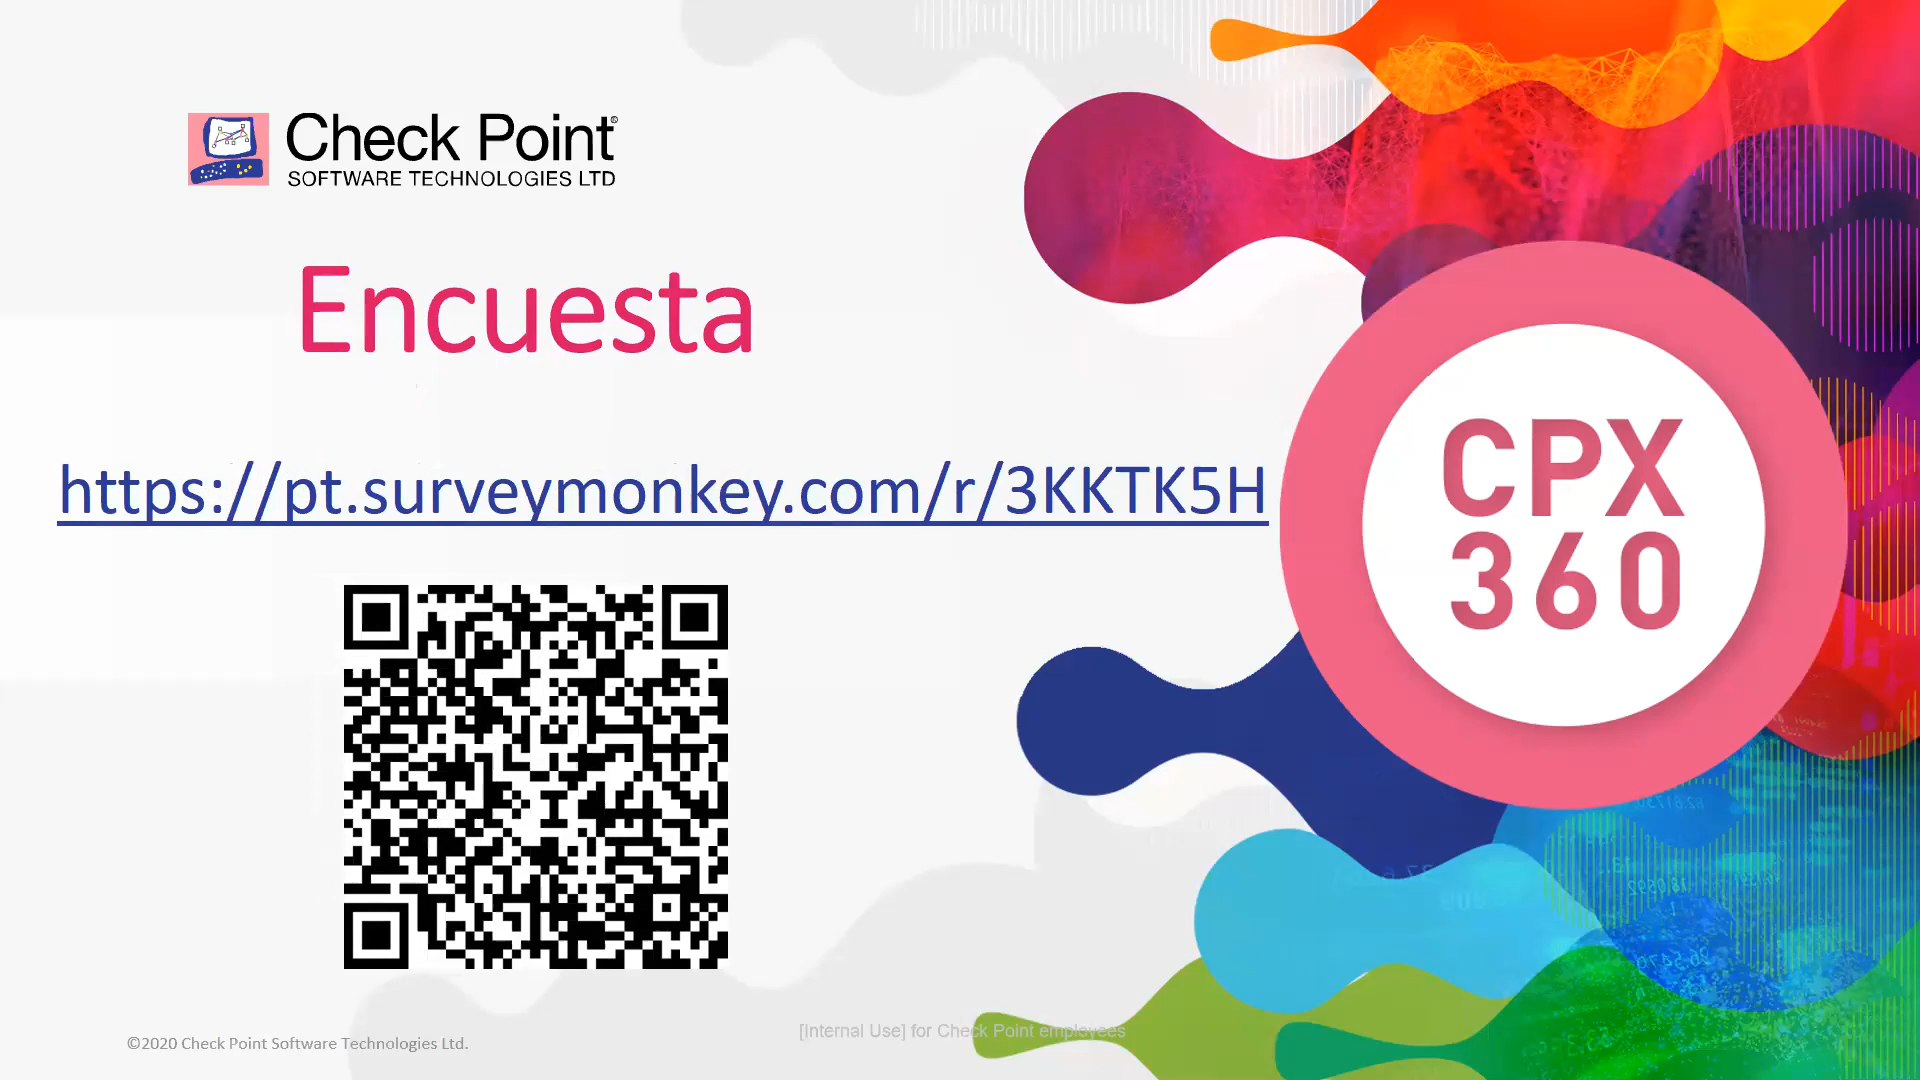 Check Point®
SOFTWARE TECHNOLOGIES LTD
Encuesta
https://pt.surveymonkey.com/r/3KKTK5H
CPX
360
[Internal Use] for Check Point employees
©2020 Check Point Software Technologies Ltd.